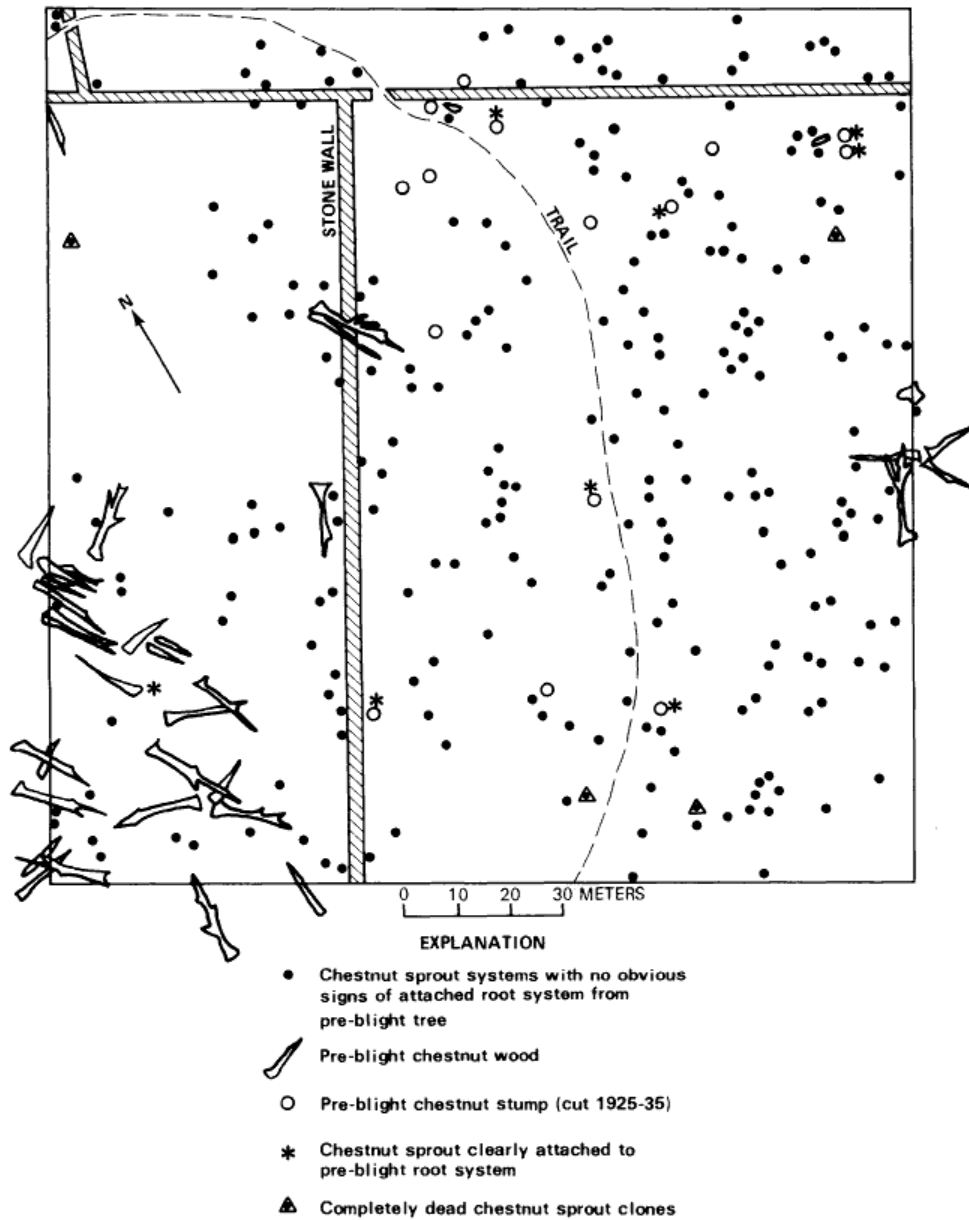 STONE WALL
TRAIL
N
0 10 20 30 METERS
EXPLANATION
Chestnut sprout systems with no obvious
signs of attached root system from
pre-blight tree
Pre-blight chestnut wood
Pre-blight chestnut stump (cut 1925-35)
Chestnut sprout clearly attached to
pre-blight root system
Completely dead chestnut sprout clones